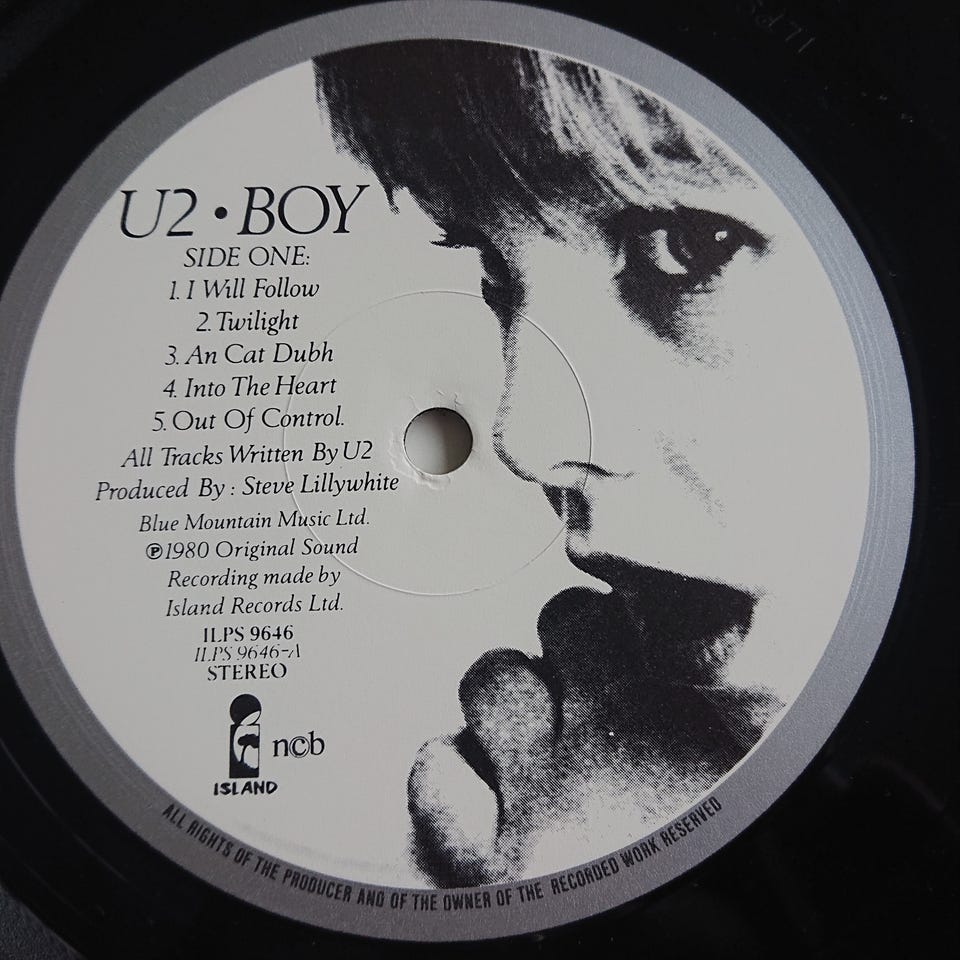 U2 • BOY
SIDE ONE:
1. I Will Follow
2. Twilight
3. An Cat Dubh
4. Into The Heart
5. Out Of Control.
All Tracks Written By U2
Produced By : Steve Lillywhite
Blue Mountain Music Ltd.
℗1980 Original Sound
Recording made by
Island Records Ltd.
ILPS 9646
ILPS 9646-A
STEREO
ncb
ISLAND
ALL RIGHTS OF THE PRODUCER AND OF THE OWNER OF THE RECORDED WORK RESERVED